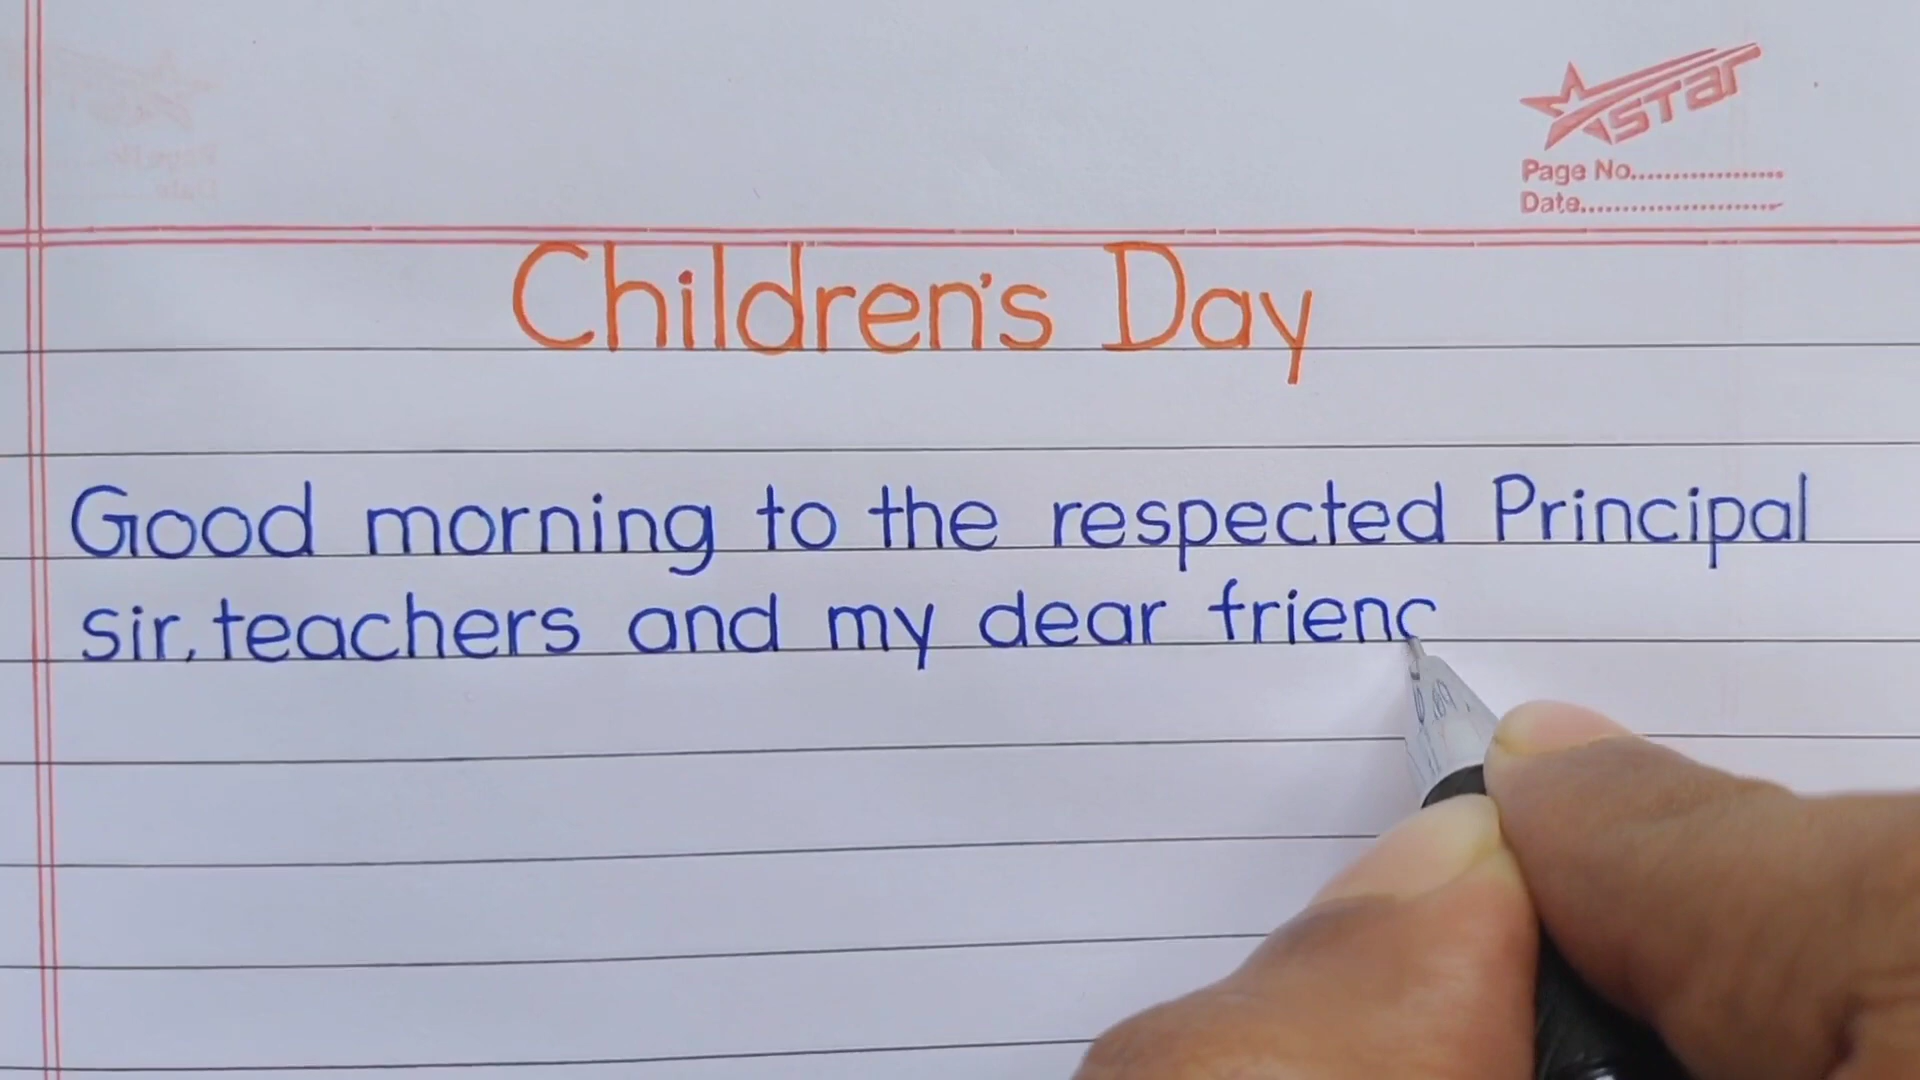 STAR
Page No..................
Date........................
Children's Day
Good morning to the respected Principal
sir, teachers and my dear frienc